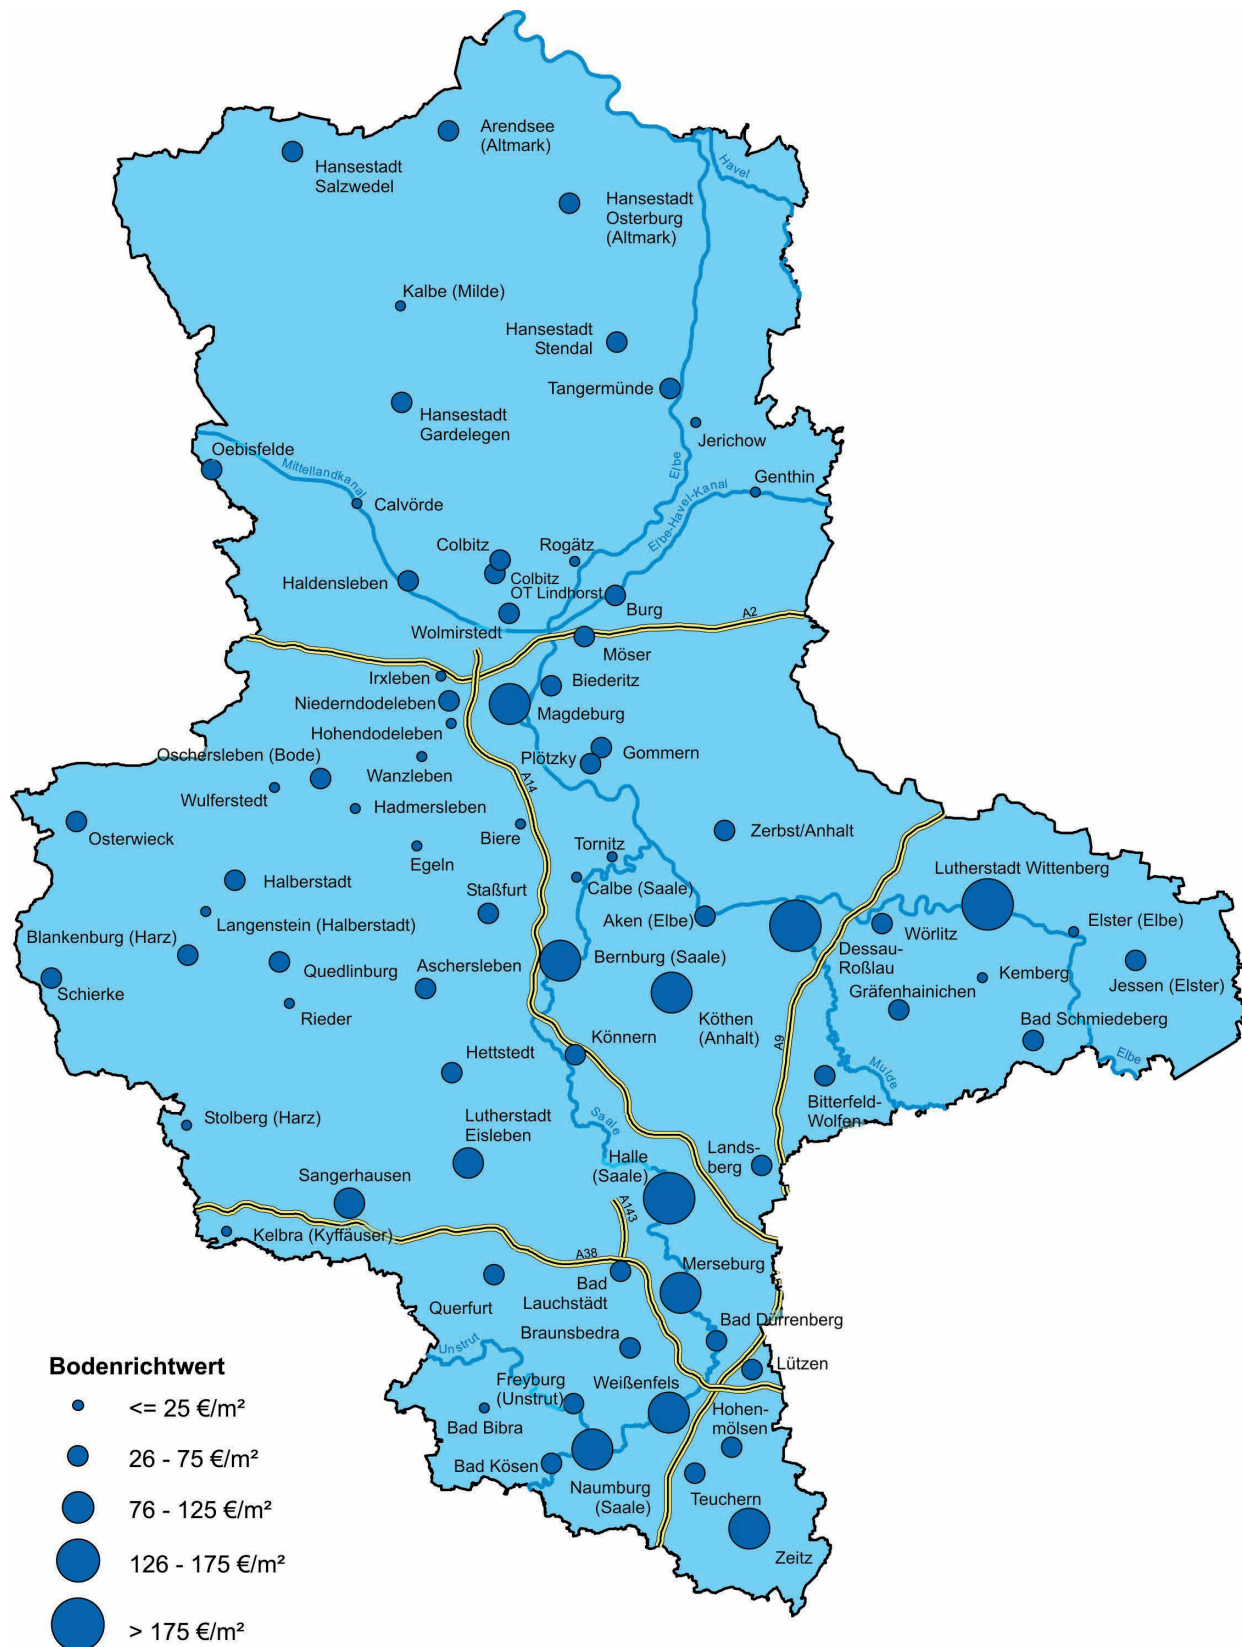 Arendsee
(Altmark)
Hansestadt
Salzwedel
Havel
Hansestadt
Osterburg
(Altmark)
Kalbe (Milde)
Hansestadt
Stendal
Tangermünde
Hansestadt
Gardelegen
Jerichow
Oebisfelde
Mittellandkanal
Elbe
Genthin
Elbe-Havel-Kanal
Calvörde
Colbitz
Rogätz
Haldensleben
Colbitz
OT Lindhorst
Burg
A2
Wolmirstedt
Möser
Irxleben
Biederitz
Niederndodeleben
Magdeburg
Hohendodeleben
Oschersleben (Bode)
Plötzky
Gommern
Wanzleben
A14
Wulferstedt
Hadmersleben
Osterwieck
Biere
Zerbst/Anhalt
Tornitz
Egeln
Lutherstadt Wittenberg
Halberstadt
Staßfurt
Calbe (Saale)
Langenstein (Halberstadt)
Aken (Elbe)
Elster (Elbe)
Wörlitz
Blankenburg (Harz)
Dessau-
Roßlau
Bernburg (Saale)
Aschersleben
Quedlinburg
Kemberg
Jessen (Elster)
Schierke
Gräfenhainichen
Rieder
Köthen
(Anhalt)
Bad Schmiedeberg
Könnern
A9
Hettstedt
Elbe
Mulde
Bitterfeld-
Wolfen
Stolberg (Harz)
Saale
Lutherstadt
Eisleben
Lands-
berg
Halle
(Saale)
Sangerhausen
A143
Kelbra (Kyffäuser)
A38
Merseburg
Bad
Lauchstädt
Querfurt
Bad Dürrenberg
Braunsbedra
Unstrut
Lützen
Bodenrichtwert
Freyburg
(Unstrut)
Weißenfels
Hohen-
mölsen
<= 25 €/m²
Bad Bibra
26 - 75 €/m²
Bad Kösen
Naumburg
(Saale)
Teuchern
76 - 125 €/m²
Zeitz
126 - 175 €/m²
> 175 €/m²